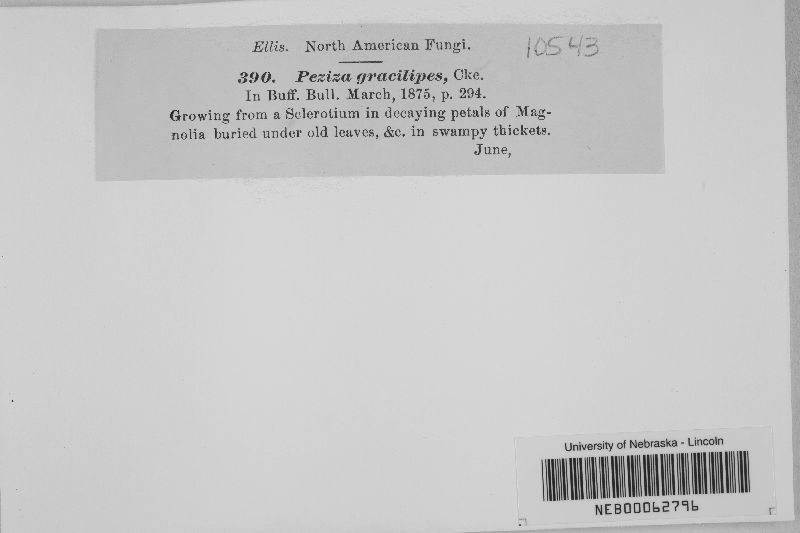 Ellis. North American Fungi.
10543
390. Peziza gracilipes, Cke.
In Buff. Bull. March, 1875, p. 294.
Growing from a Sclerotium in decaying petals of Mag-
nolia buried under old leaves, &c. in swampy thickets.
June,
University of Nebraska - Lincoln
NEB00062796